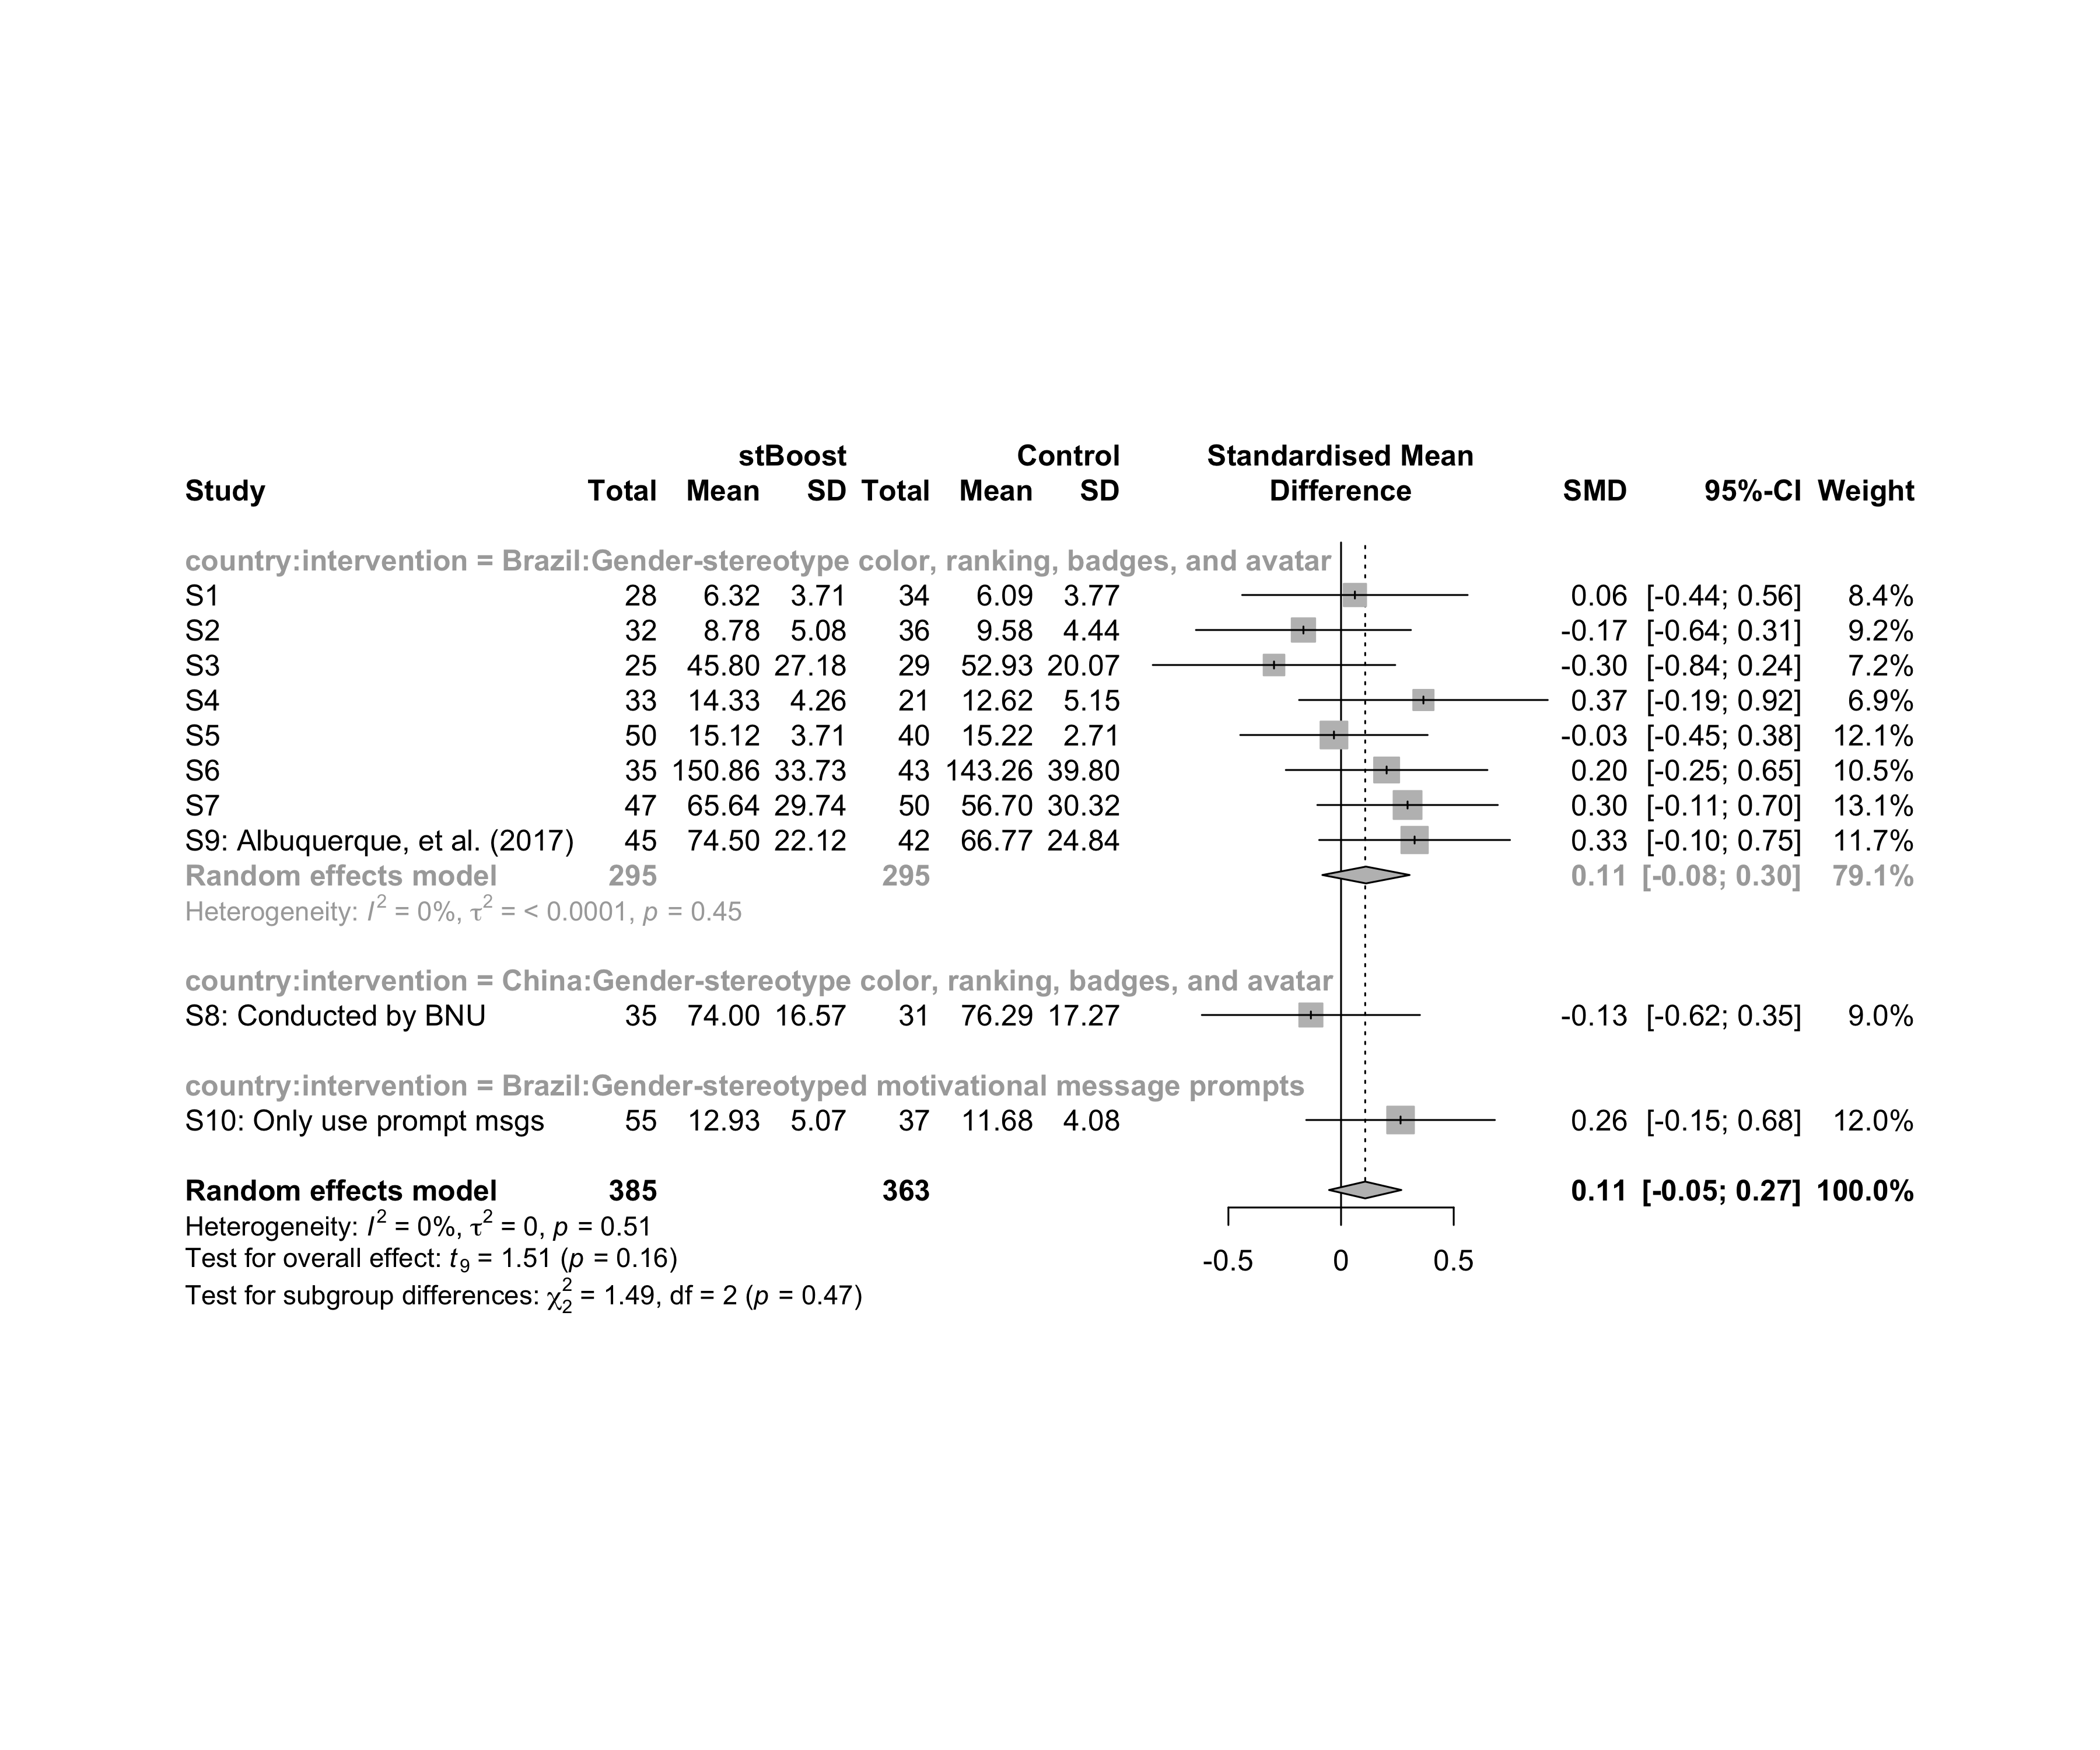 stBoost Control Standardised Mean
Study Total Mean SD Total Mean SD Difference SMD 95%-CI Weight
country:intervention = Brazil:Gender-stereotype color, ranking, badges, and avatar
S1 28 6.32 3.71 34 6.09 3.77 0.06 [-0.44; 0.56] 8.4%
S2 32 8.78 5.08 36 9.58 4.44 -0.17 [-0.64; 0.31] 9.2%
S3 25 45.80 27.18 29 52.93 20.07 -0.30 [-0.84; 0.24] 7.2%
S4 33 14.33 4.26 21 12.62 5.15 0.37 [-0.19; 0.92] 6.9%
S5 50 15.12 3.71 40 15.22 2.71 -0.03 [-0.45; 0.38] 12.1%
S6 35 150.86 33.73 43 143.26 39.80 0.20 [-0.25; 0.65] 10.5%
S7 47 65.64 29.74 50 56.70 30.32 0.30 [-0.11; 0.70] 13.1%
S9: Albuquerque, et al. (2017) 45 74.50 22.12 42 66.77 24.84 0.33 [-0.10; 0.75] 11.7%
Random effects model 295 295 0.11 [-0.08; 0.30] 79.1%
Heterogeneity: I² = 0%, τ² = < 0.0001, p = 0.45
country:intervention = China:Gender-stereotype color, ranking, badges, and avatar
S8: Conducted by BNU 35 74.00 16.57 31 76.29 17.27 -0.13 [-0.62; 0.35] 9.0%
country:intervention = Brazil:Gender-stereotyped motivational message prompts
S10: Only use prompt msgs 55 12.93 5.07 37 11.68 4.08 0.26 [-0.15; 0.68] 12.0%
Random effects model 385 363 0.11 [-0.05; 0.27] 100.0%
Heterogeneity: I² = 0%, τ² = 0, p = 0.51
Test for overall effect: t₉ = 1.51 (p = 0.16)
-0.5 0 0.5
Test for subgroup differences: χ²₂ = 1.49, df = 2 (p = 0.47)